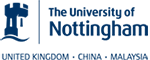 The University of
Nottingham
UNITED KINGDOM · CHINA · MALAYSIA